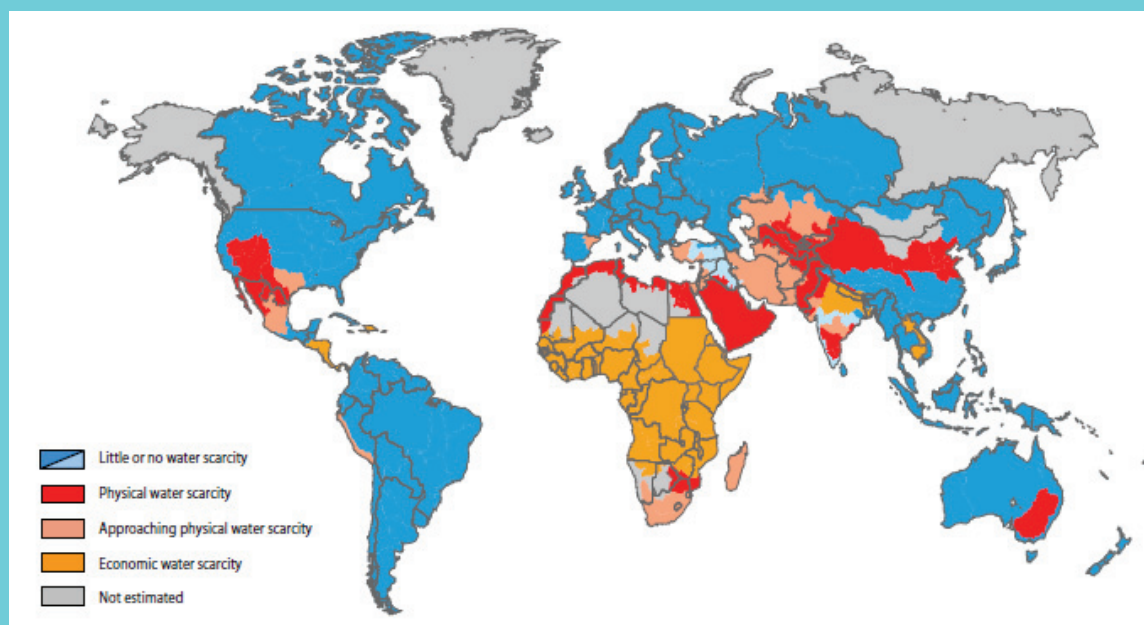 Little or no water scarcity
Physical water scarcity
Approaching physical water scarcity
Economic water scarcity
Not estimated